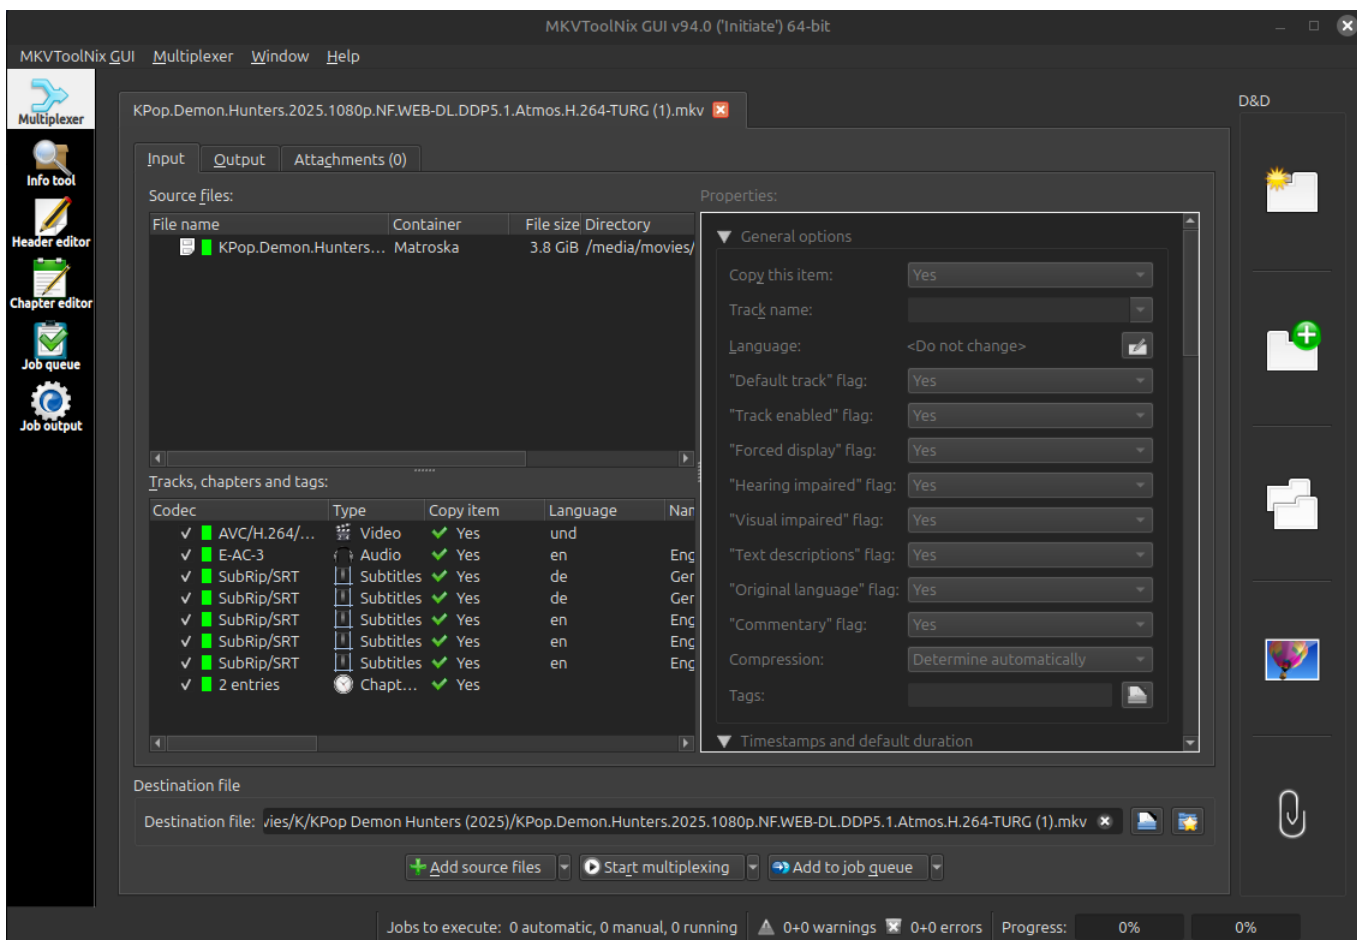 MKVToolNix GUI v94.0 ('Initiate') 64-bit
MKVToolNix GUI Multiplexer Window Help
Multiplexer
Info tool
Header editor
Chapter editor
Job queue
Job output
KPop.Demon.Hunters.2025.1080p.NF.WEB-DL.DDP5.1.Atmos.H.264-TURG (1).mkv
Input Output Attachments (0)
Source files:
File name Container File size Directory
KPop.Demon.Hunters... Matroska 3.8 GiB /media/movies/
Tracks, chapters and tags:
Codec Type Copy item Language Nar
AVC/H.264/... Video Yes und
E-AC-3 Audio Yes en Eng
SubRip/SRT Subtitles Yes de Ger
SubRip/SRT Subtitles Yes de Ger
SubRip/SRT Subtitles Yes en Eng
SubRip/SRT Subtitles Yes en Eng
SubRip/SRT Subtitles Yes en Eng
2 entries Chapt... Yes
Properties:
General options
Copy this item: Yes
Track name:
Language: <Do not change>
"Default track" flag: Yes
"Track enabled" flag: Yes
"Forced display" flag: Yes
"Hearing impaired" flag: Yes
"Visual impaired" flag: Yes
"Text descriptions" flag: Yes
"Original language" flag: Yes
"Commentary" flag: Yes
Compression: Determine automatically
Tags:
Timestamps and default duration
D&D
Destination file
Destination file: vies/K/KPop Demon Hunters (2025)/KPop.Demon.Hunters.2025.1080p.NF.WEB-DL.DDP5.1.Atmos.H.264-TURG (1).mkv
Add source files Start multiplexing Add to job queue
Jobs to execute: 0 automatic, 0 manual, 0 running 0+0 warnings 0+0 errors Progress: 0% 0%